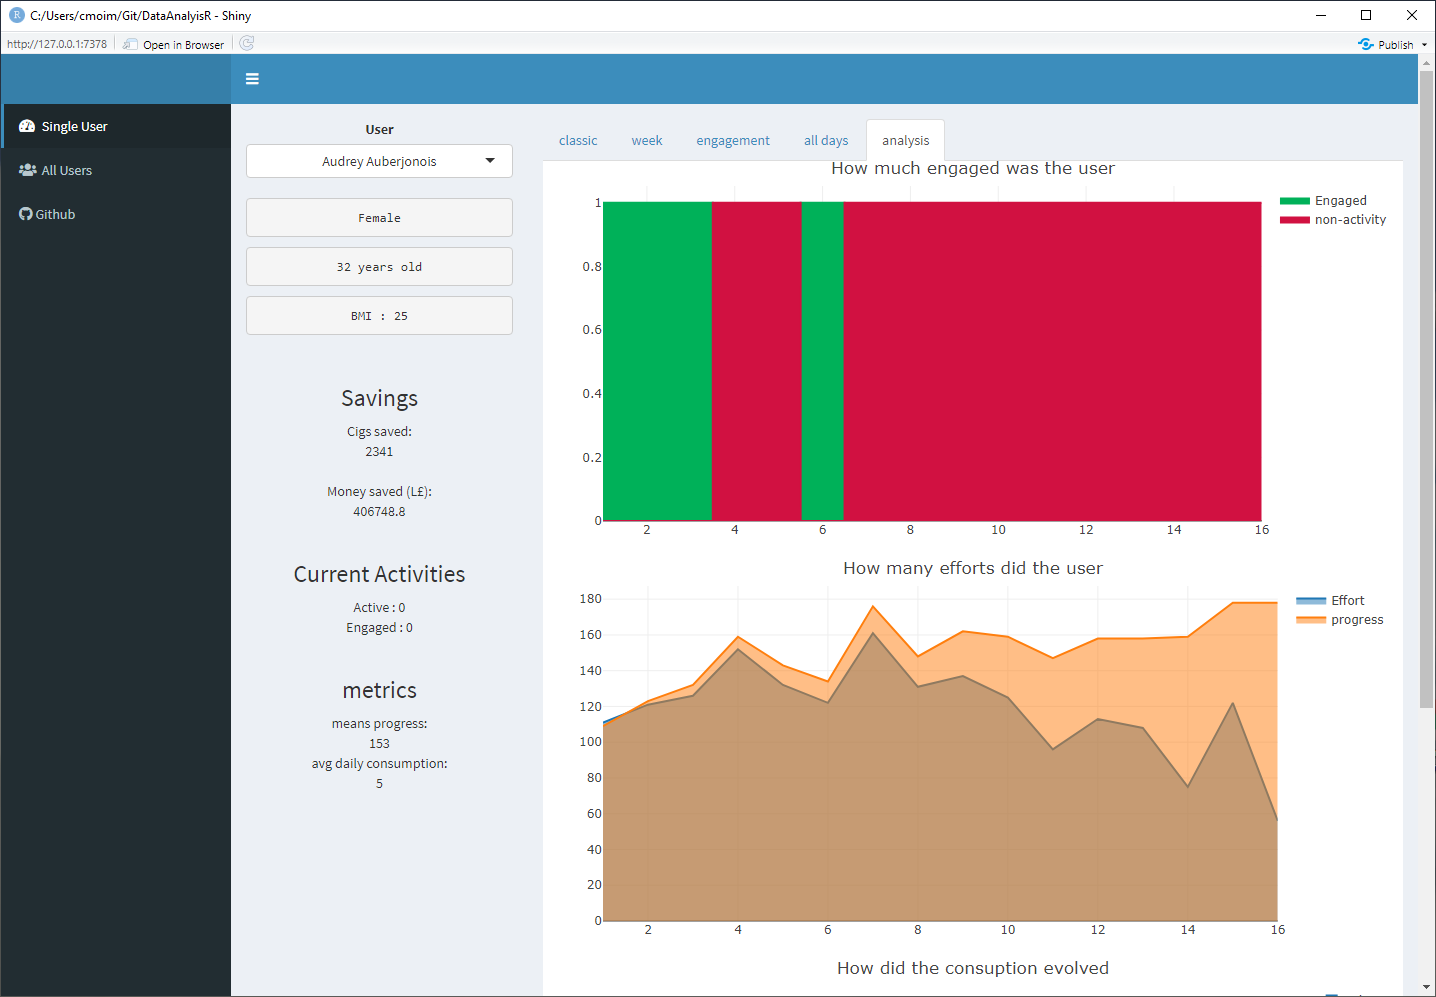 C:/Users/cmoim/Git/DataAnalyisR - Shiny
http://127.0.0.1:7378
Open in Browser
Publish
Single User
All Users
Github
User
Audrey Auberjonois
Female
32 years old
BMI : 25
Savings
Cigs saved:
2341
Money saved (L£):
406748.8
Current Activities
Active : 0
Engaged : 0
metrics
means progress:
153
avg daily consumption:
5
classic week engagement all days analysis
How much engaged was the user
Engaged
non-activity
1
0.8
0.6
0.4
0.2
0
2 4 6 8 10 12 14 16
How many efforts did the user
Effort
progress
180
160
140
120
100
80
60
40
20
0
2 4 6 8 10 12 14 16
How did the consuption evolved